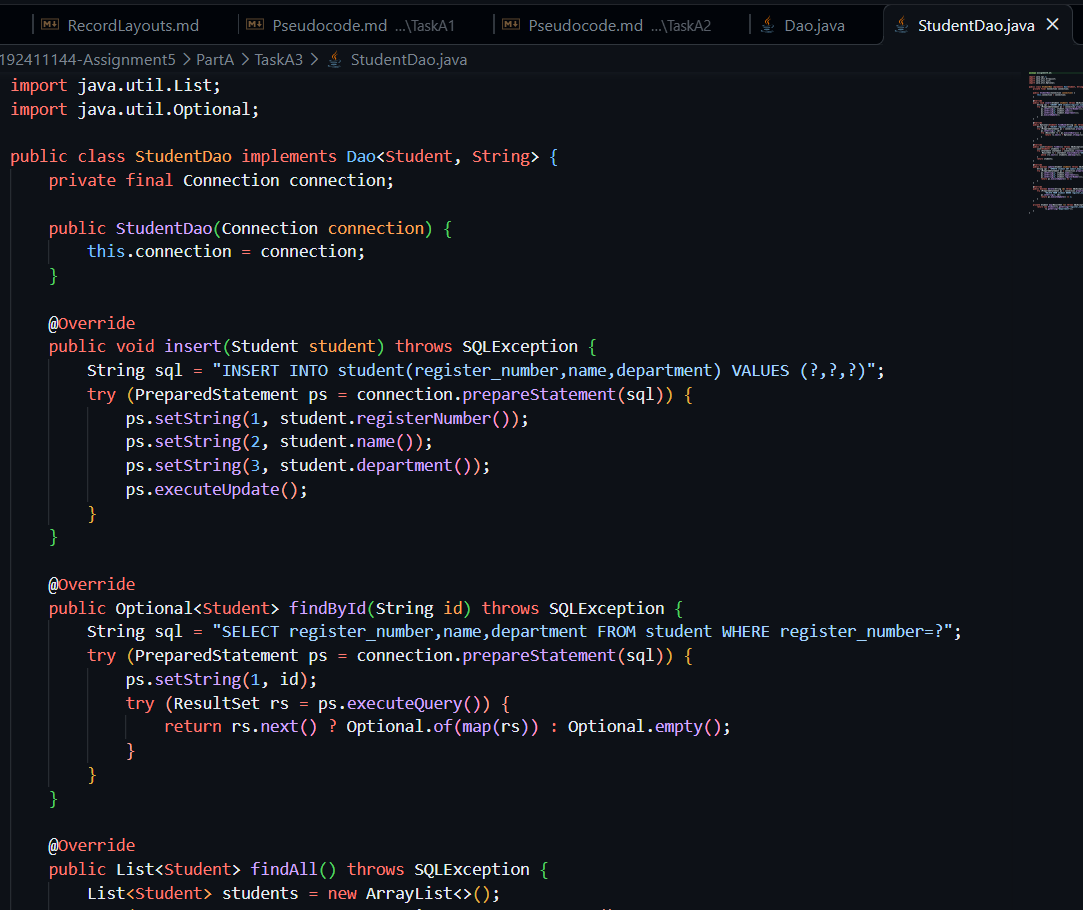 RecordLayouts.md
Pseudocode.md ...\TaskA1
Pseudocode.md ...\TaskA2
Dao.java
StudentDao.java
192411144-Assignment5 > PartA > TaskA3 > StudentDao.java
import java.util.List;
import java.util.Optional;
public class StudentDao implements Dao<Student, String> {
private final Connection connection;
public StudentDao(Connection connection) {
this.connection = connection;
}
@Override
public void insert(Student student) throws SQLException {
String sql = "INSERT INTO student(register_number,name,department) VALUES (?,?,?)";
try (PreparedStatement ps = connection.prepareStatement(sql)) {
ps.setString(1, student.registerNumber());
ps.setString(2, student.name());
ps.setString(3, student.department());
ps.executeUpdate();
}
}
@Override
public Optional<Student> findById(String id) throws SQLException {
String sql = "SELECT register_number,name,department FROM student WHERE register_number=?";
try (PreparedStatement ps = connection.prepareStatement(sql)) {
ps.setString(1, id);
try (ResultSet rs = ps.executeQuery()) {
return rs.next() ? Optional.of(map(rs)) : Optional.empty();
}
}
}
@Override
public List<Student> findAll() throws SQLException {
List<Student> students = new ArrayList<>();